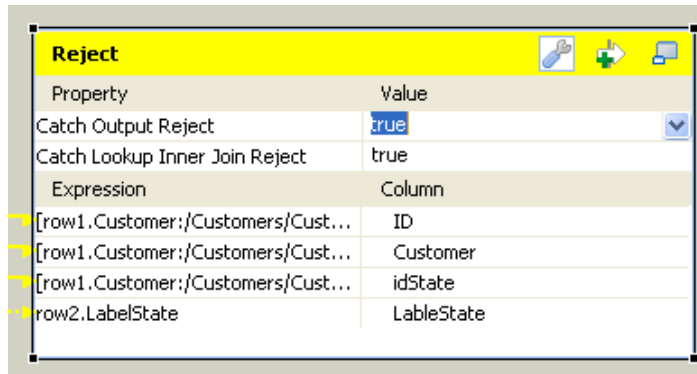 Reject
Property Value
Catch Output Reject true
Catch Lookup Inner Join Reject true
Expression Column
[row1.Customer:/Customers/Cust... ID
[row1.Customer:/Customers/Cust... Customer
[row1.Customer:/Customers/Cust... idState
row2.LabelState LableState